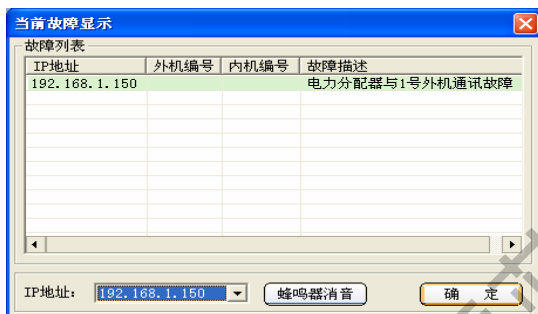 当前故障显示
故障列表
IP地址 外机编号 内机编号 故障描述
192.168.1.150 电力分配器与1号外机通讯故障
IP地址: 192.168.1.150 蜂鸣器消音 确 定